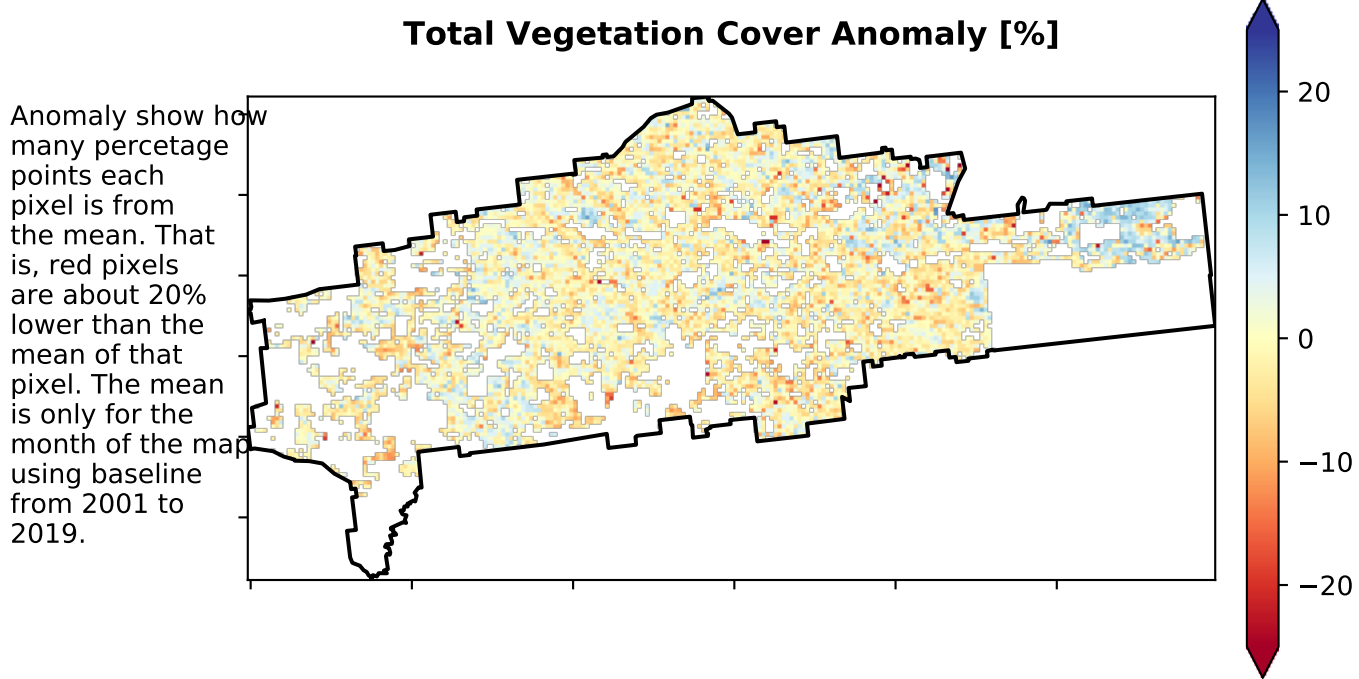 Total Vegetation Cover Anomaly [%]
Anomaly show how
many percetage
points each
pixel is from
the mean. That
is, red pixels
are about 20%
lower than the
mean of that
pixel. The mean
is only for the
month of the map
using baseline
from 2001 to
2019.
20
10
0
−10
−20